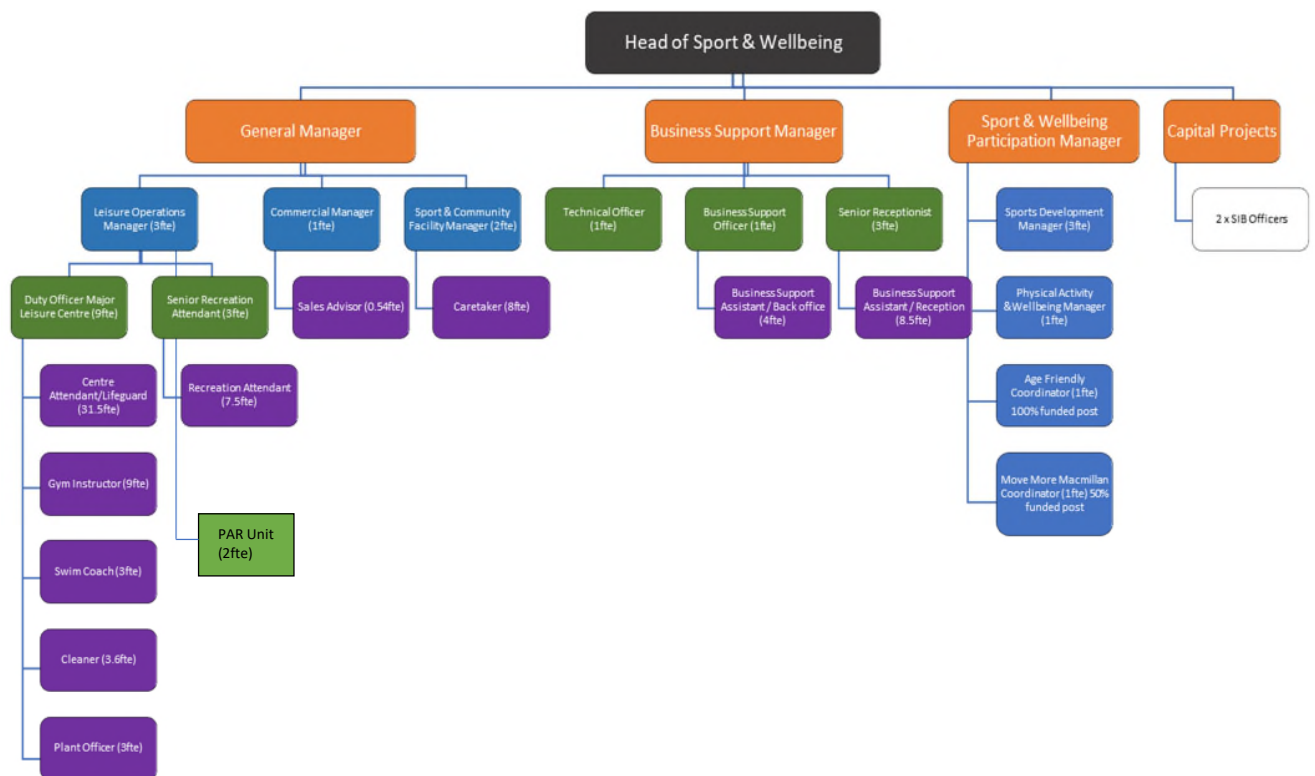 Head of Sport & Wellbeing
General Manager
Business Support Manager
Sport & Wellbeing
Participation Manager
Capital Projects
Leisure Operations
Manager (3fte)
Commercial Manager
(1fte)
Sport & Community
Facility Manager (2fte)
Technical Officer
(1fte)
Business Support
Officer (1fte)
Senior Receptionist
(3fte)
Sports Development
Manager (3fte)
2 x SIB Officers
Duty Officer Major
Leisure Centre (9fte)
Senior Recreation
Attendant (3fte)
Sales Advisor (0.54fte)
Caretaker (8fte)
Business Support
Assistant / Back office
(4fte)
Business Support
Assistant / Reception
(8.5fte)
Physical Activity
& Wellbeing Manager
(1fte)
Centre
Attendant/Lifeguard
(31.5fte)
Recreation Attendant
(7.5fte)
Age Friendly
Coordinator (1fte)
100% funded post
Gym Instructor (9fte)
Move More Macmillan
Coordinator (1fte) 50%
funded post
PAR Unit
(2fte)
Swim Coach (3fte)
Cleaner (3.6fte)
Plant Officer (3fte)